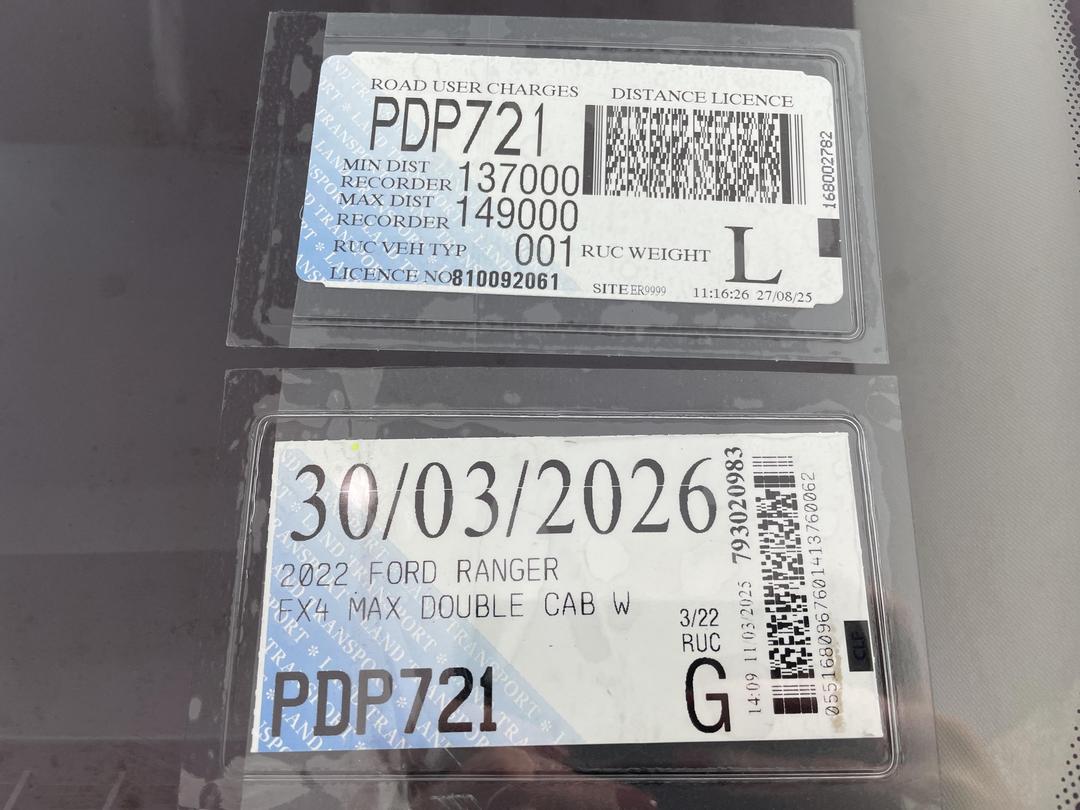 ROAD USER CHARGES DISTANCE LICENCE
PDP721
MIN DIST
RECORDER 137000
MAX DIST
RECORDER 149000
RUC VEH TYP 001 RUC WEIGHT L
LICENCE NO 810092061
SITE ER9999 11:16:26 27/08/25
168002782
30/03/2026
2022 FORD RANGER
FX4 MAX DOUBLE CAB W
3/22
RUC
G
PDP721
793020983
14:09 11/03/2025
0551680967601413760062
CLF